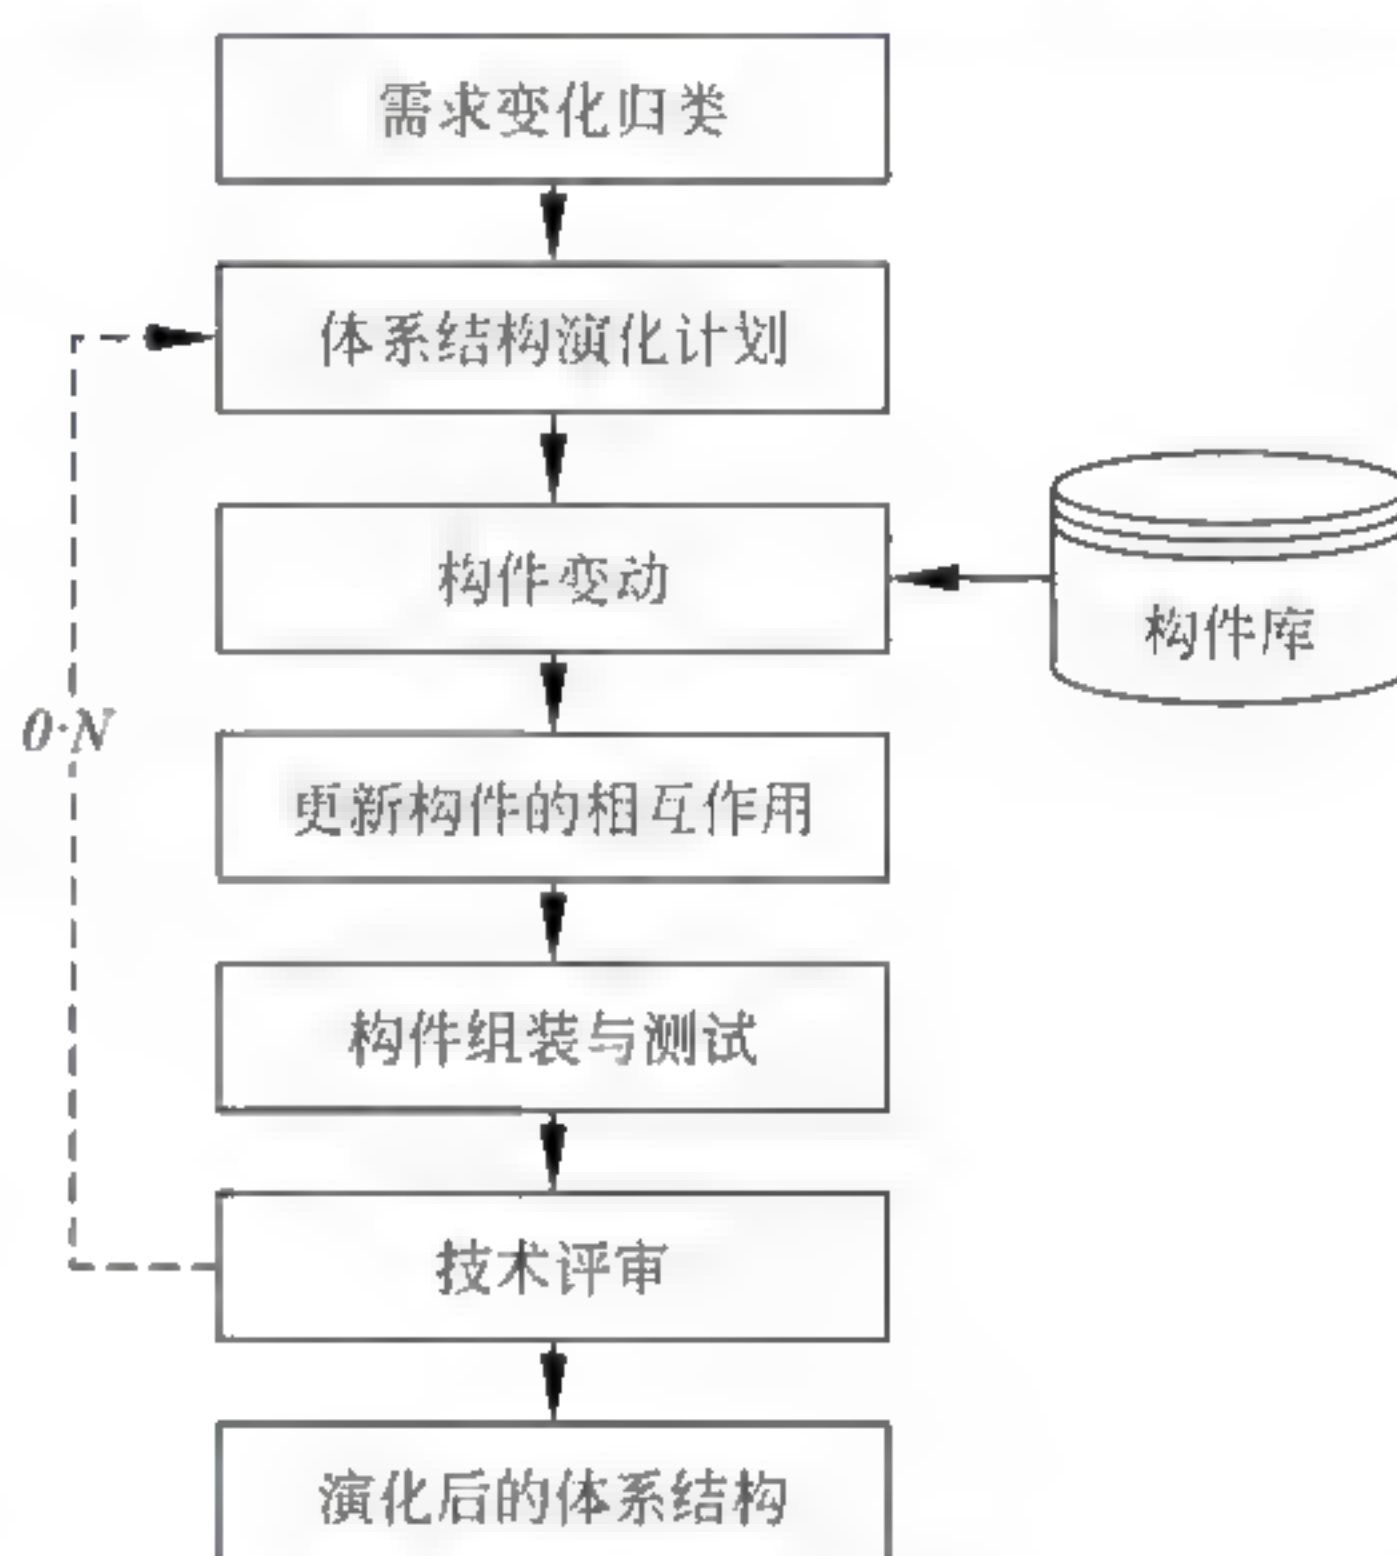 需求变化归类
体系结构演化计划
构件变动
构件库
0·N
更新构件的相互作用
构件组装与测试
技术评审
演化后的体系结构